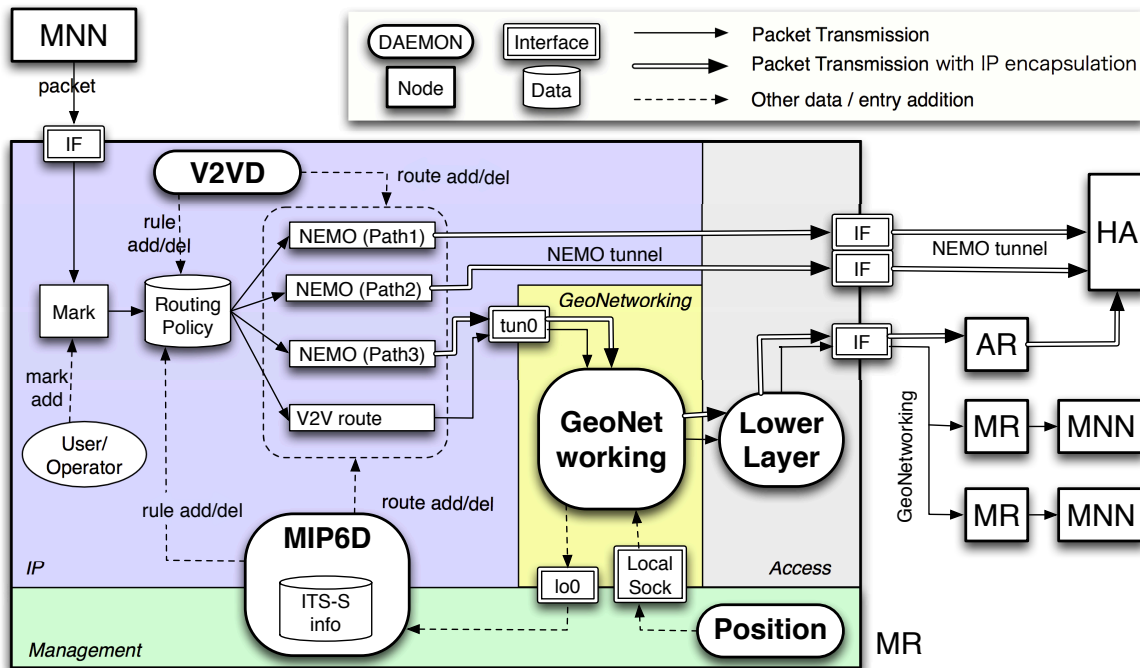 MNN
packet
DAEMON
Interface
Packet Transmission
Packet Transmission with IP encapsulation
Node
Data
Other data / entry addition
IF
V2VD
route add/del
rule
add/del
NEMO (Path1)
IF
NEMO tunnel
HA
NEMO (Path2)
NEMO tunnel
IF
Mark
Routing
Policy
GeoNetworking
tun0
NEMO (Path3)
IF
AR
mark
add
V2V route
GeoNet
working
Lower
Layer
GeoNetworking
MR
MNN
User/
Operator
rule add/del
route add/del
MR
MNN
MIP6D
IP
ITS-S
info
lo0
Local
Sock
Access
Management
Position
MR